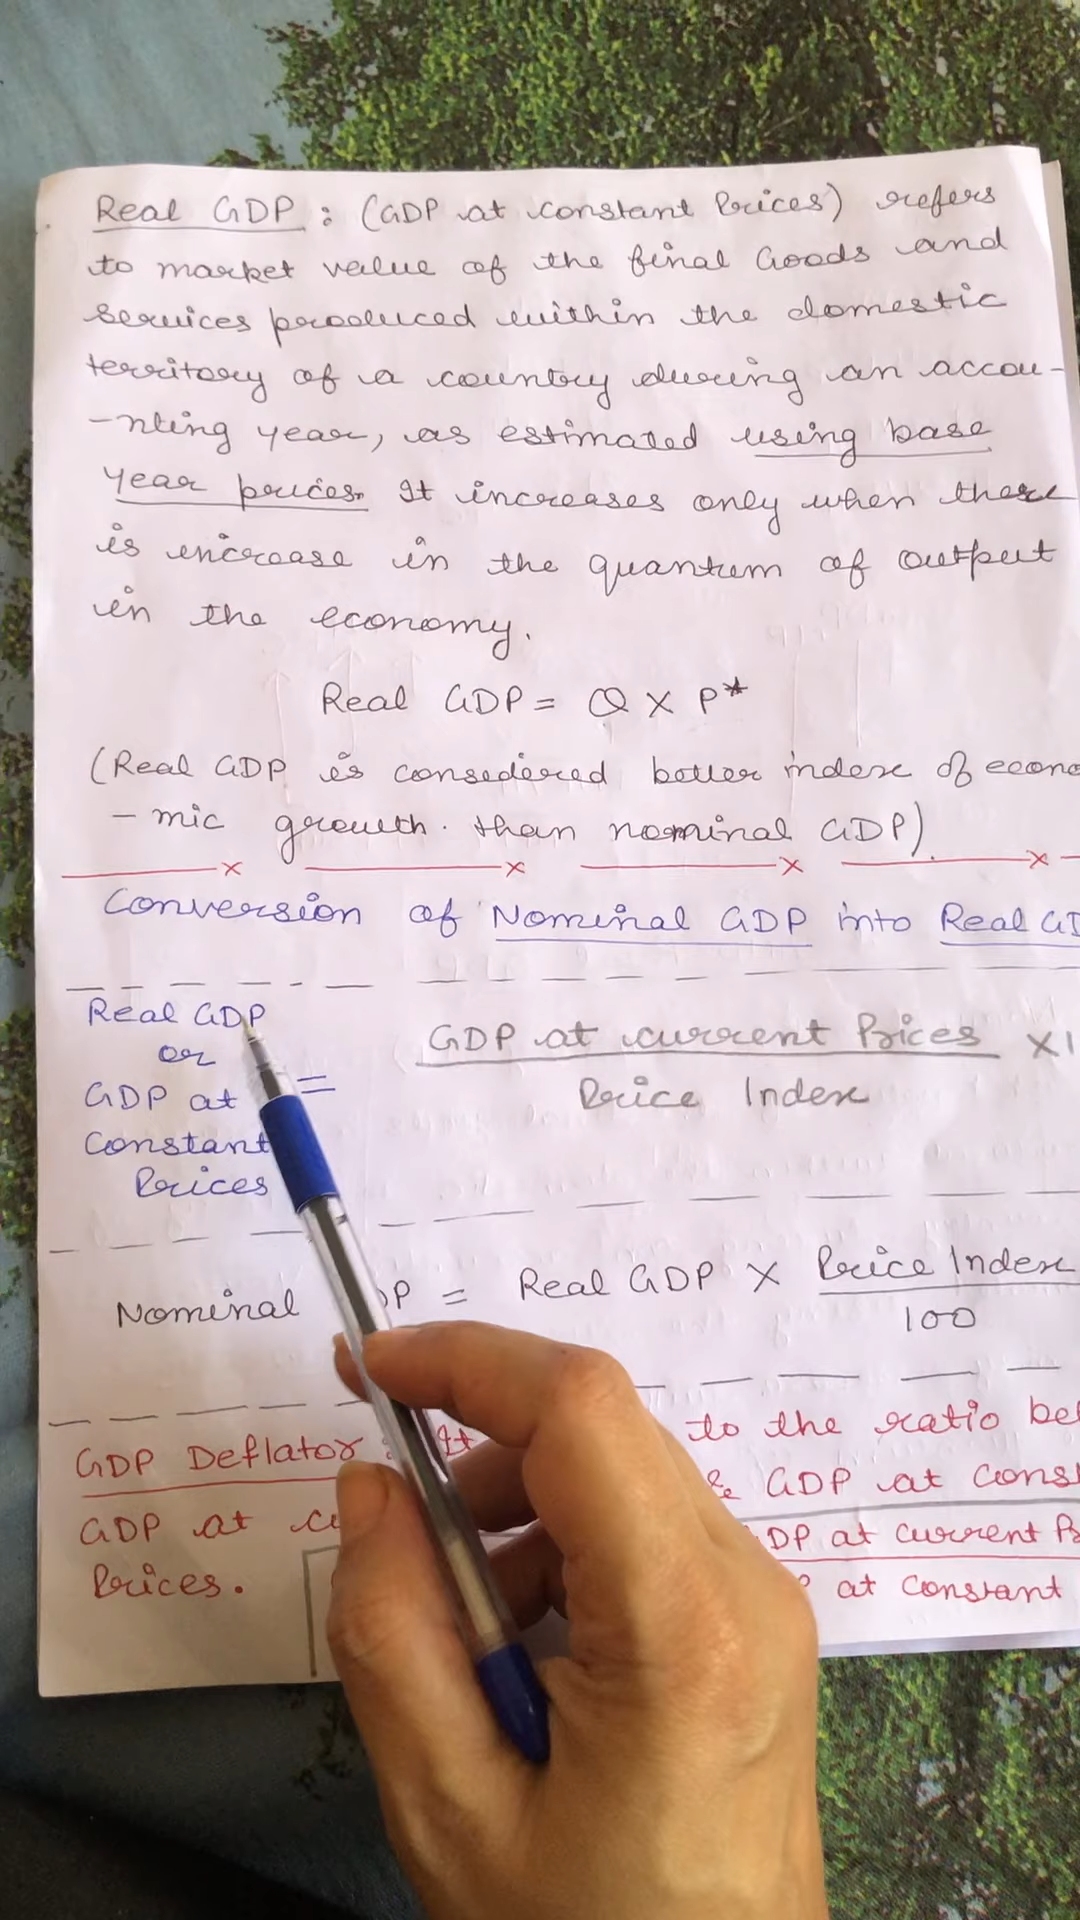 Real GDP : (GDP at constant Prices) refers
to market value of the final Goods and
Services produced within the domestic
territory of a country during an accou-
-nting year, as estimated using base
year prices. It increases only when there
is increase in the quantum of output
in the economy.
Real GDP = Q X P*
(Real GDP is considered better index of econo
-mic growth. than nominal GDP).
Conversion of Nominal GDP into Real GD
Real GDP
or
GDP at
Constant
Prices
=
GDP at current Prices X1
Price Index
Nominal DP = Real GDP X Price Index
100
GDP Deflator : It to the ratio be
GDP at & GDP at Const
Prices.
DP at current P
at constant